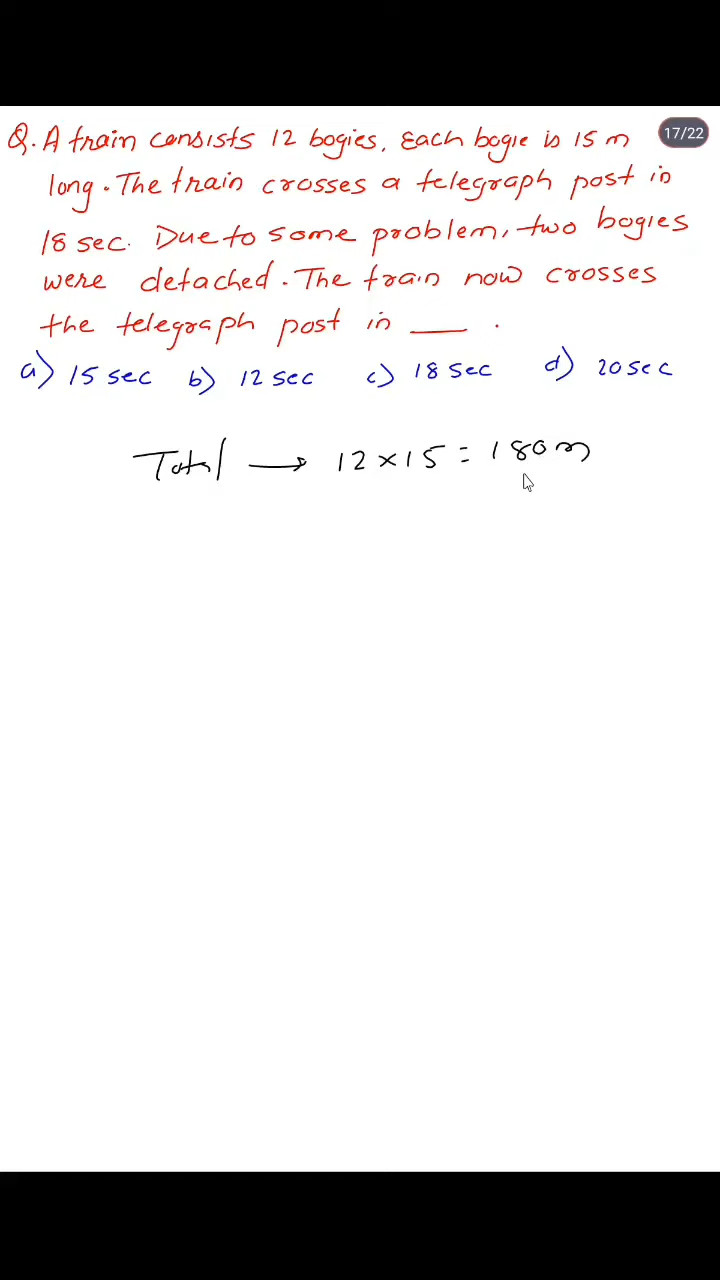 Q. A train consists 12 bogies, Each bogie is 15 m
17/22
long. The train crosses a telegraph post in
18 sec. Due to some problem, two bogies
were detached. The train now crosses
the telegraph post in ___ .
a) 15 sec b) 12 sec c) 18 sec d) 20 sec
Total → 12 × 15 = 180 m